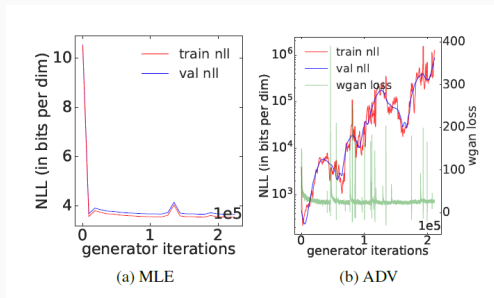 10
8
6
4
NLL (in bits per dim)
train nll
val nll
0
1
2
1e5
generator iterations
(a) MLE
10^6
10^5
10^4
10^3
NLL (in bits per dim)
train nll
val nll
wgan loss
400
300
200
100
0
wgan loss
0
1
2
1e5
generator iterations
(b) ADV